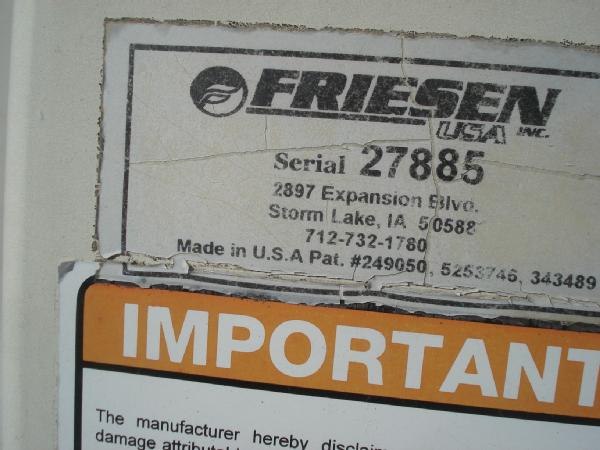 FRIESEN
USA INC.
Serial 27885
2897 Expansion Blvd.
Storm Lake, IA 50588
712-732-1780
Made in U.S.A Pat. #249050, 5253746, 343489
IMPORTANT
The manufacturer hereby
damage